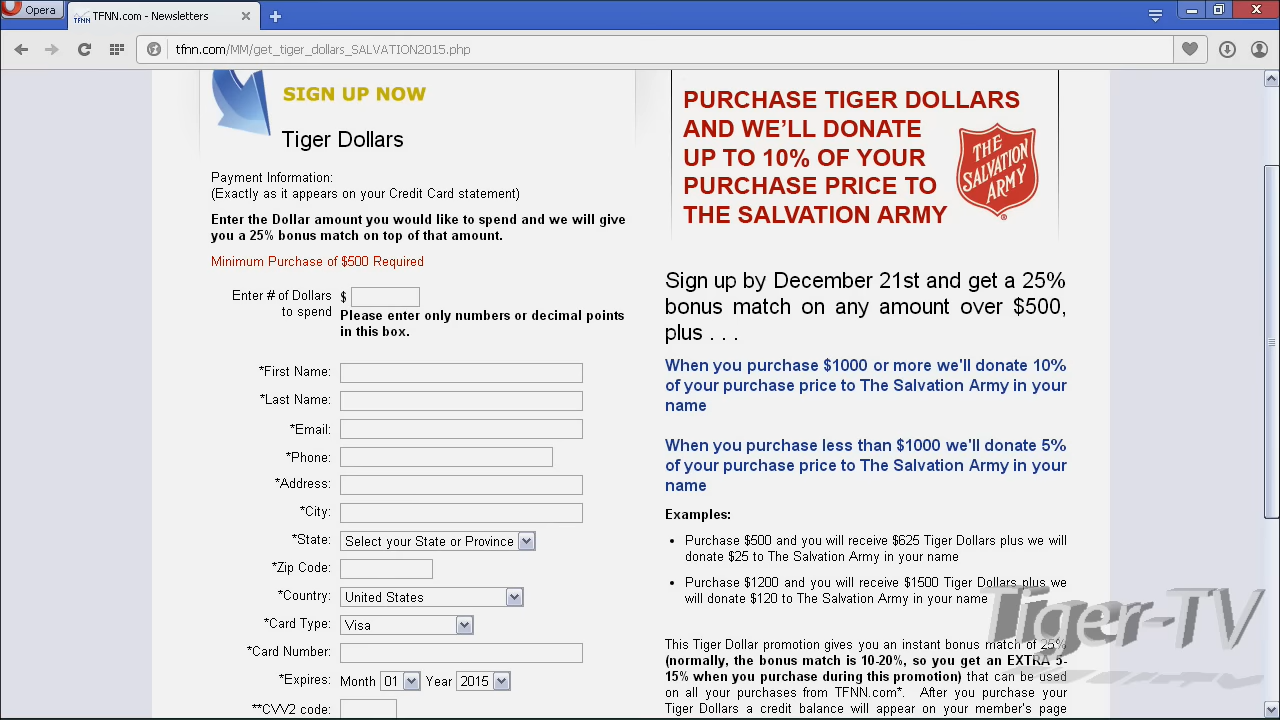 Opera
TFNN.com - Newsletters
tfnn.com/MM/get_tiger_dollars_SALVATION2015.php
SIGN UP NOW
Tiger Dollars
Payment Information:
(Exactly as it appears on your Credit Card statement)
Enter the Dollar amount you would like to spend and we will give
you a 25% bonus match on top of that amount.
Minimum Purchase of $500 Required
Enter # of Dollars
to spend
$
Please enter only numbers or decimal points
in this box.
*First Name:
*Last Name:
*Email:
*Phone:
*Address:
*City:
*State: Select your State or Province
*Zip Code:
*Country: United States
*Card Type: Visa
*Card Number:
*Expires: Month 01 Year 2015
**CVV2 code:
PURCHASE TIGER DOLLARS
AND WE'LL DONATE
UP TO 10% OF YOUR
PURCHASE PRICE TO
THE SALVATION ARMY
THE
SALVATION
ARMY
®
Sign up by December 21st and get a 25%
bonus match on any amount over $500,
plus . . .
When you purchase $1000 or more we'll donate 10%
of your purchase price to The Salvation Army in your
name
When you purchase less than $1000 we'll donate 5%
of your purchase price to The Salvation Army in your
name
Examples:
• Purchase $500 and you will receive $625 Tiger Dollars plus we will
donate $25 to The Salvation Army in your name
• Purchase $1200 and you will receive $1500 Tiger Dollars plus we
will donate $120 to The Salvation Army in your name
This Tiger Dollar promotion gives you an instant bonus match of 25%
(normally, the bonus match is 10-20%, so you get an EXTRA 5-
15% when you purchase during this promotion) that can be used
on all your purchases from TFNN.com*. After you purchase your
Tiger Dollars a credit balance will appear on your member's page
Tiger-TV